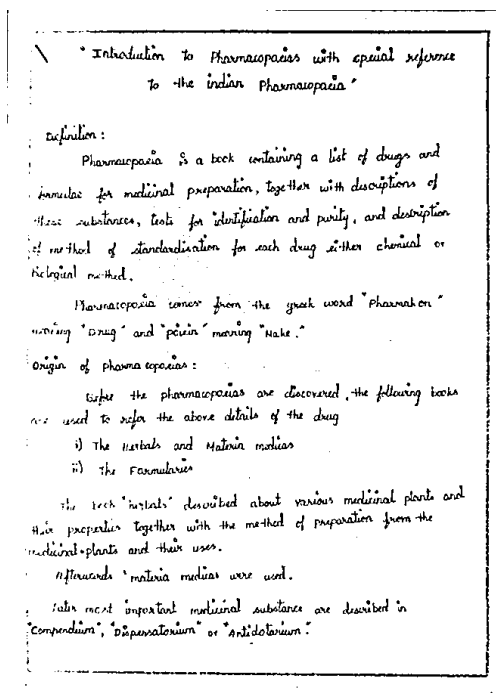 "Introduction to Pharmacopoeias with special reference
to the indian Pharmacopoeia"
Definition:
Pharmacopoeia is a book containing a list of drugs and
formulae for medicinal preparation, together with descriptions of
these substances, tests for identification and purity, and description
of method of standardisation for each drug either chemical or
biological method.
Pharmacopoeia comes from the greek word "Pharmakon"
meaning "Drug" and "poiein" meaning "Make."
Origin of pharmacopoeias:
Before the pharmacopoeias are discovered, the following books
are used to refer the above details of the drug
i) The Herbals and Materia medicas
ii) The Formularies
The book "herbals" described about various medicinal plants and
their properties together with the method of preparation from the
medicinal plants and their uses.
Afterwards "materia medicas were used.
Later most important medicinal substance are described in
"Compendium", "Dispensatorium" or "Antidotarium".